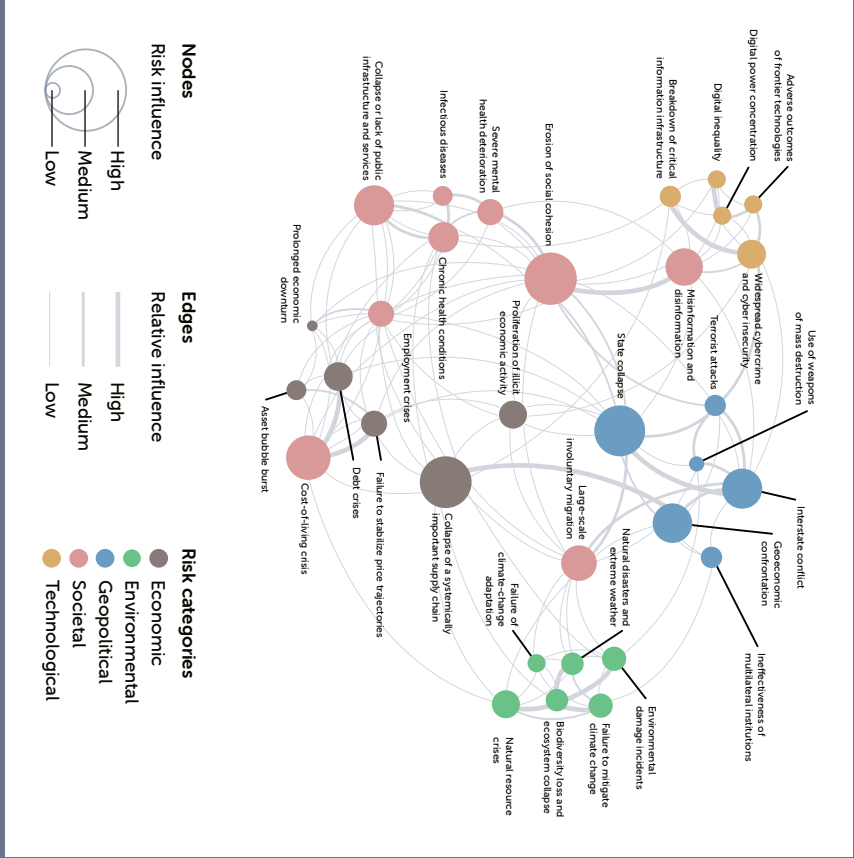 Adverse outcomes
of frontier technologies
Digital power concentration
Digital inequality
Breakdown of critical
information infrastructure
Erosion of social cohesion
Severe mental
health deterioration
Infectious diseases
Collapse or lack of public
infrastructure and services
Use of weapons
of mass destruction
Widespread cybercrime
and cyber insecurity
Terrorist attacks
Misinformation and
disinformation
State collapse
Proliferation of illicit
economic activity
Chronic health conditions
Employment crises
Prolonged economic
downturn
Interstate conflict
Geoeconomic
confrontation
Large-scale
involuntary migration
Natural disasters and
extreme weather
Failure of
climate-change
adaptation
Collapse of a systemically
important supply chain
Failure to stabilize price trajectories
Debt crises
Cost-of-living crisis
Asset bubble burst
Ineffectiveness of
multilateral institutions
Environmental
damage incidents
Failure to mitigate
climate change
Biodiversity loss and
ecosystem collapse
Natural resource
crises
Nodes
Risk influence
High
Medium
Low
Edges
Relative influence
High
Medium
Low
Risk categories
Economic
Environmental
Geopolitical
Societal
Technological